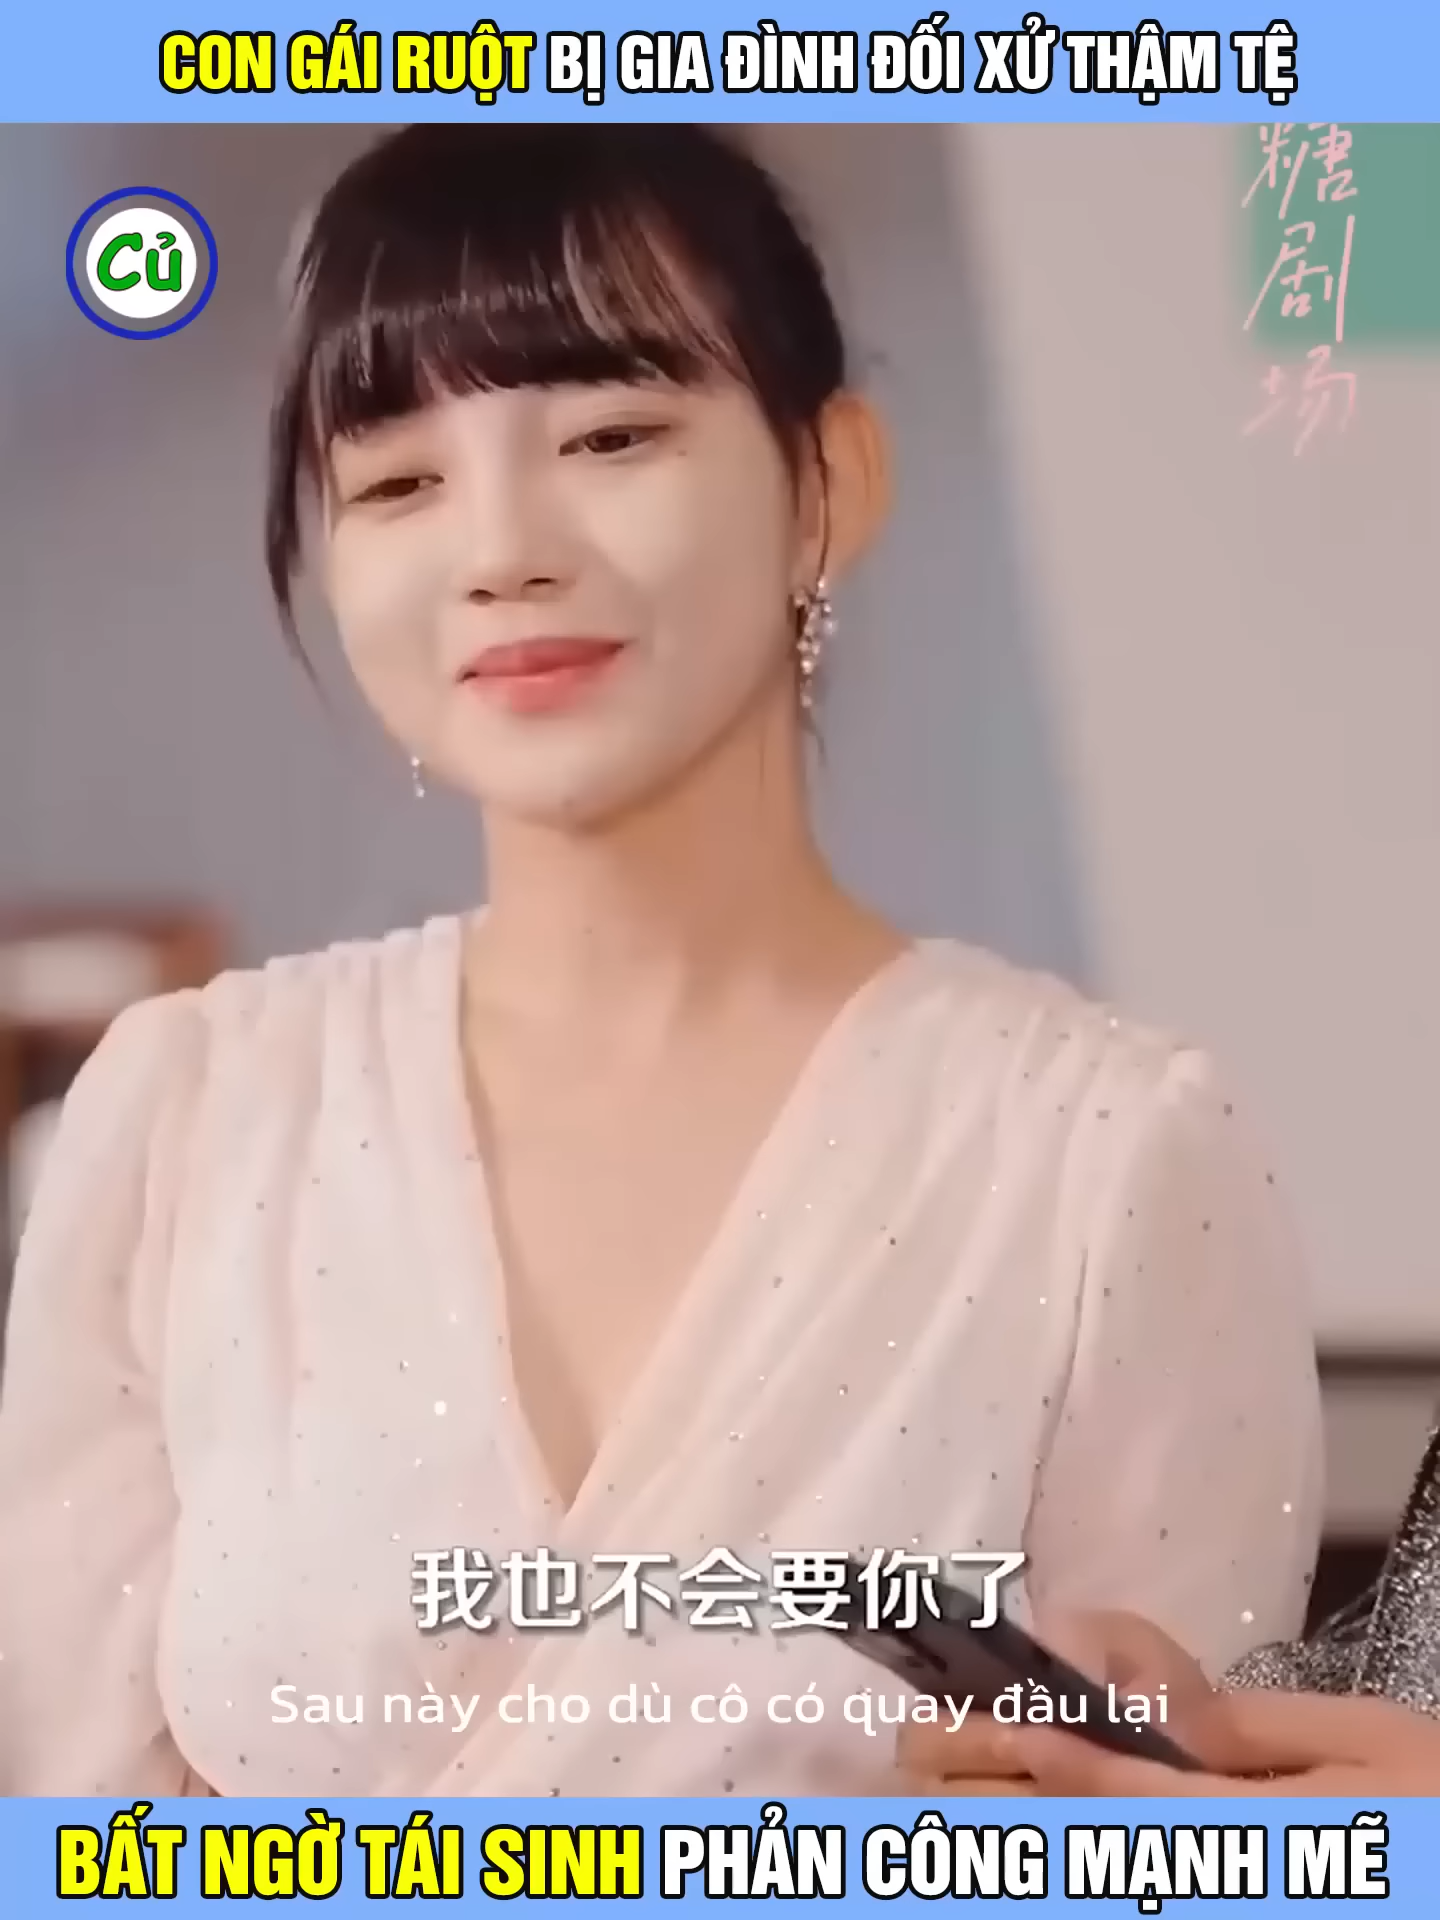 CON GÁI RUỘT BỊ GIA ĐÌNH ĐỐI XỬ THẬM TỆ
Củ
糖剧场
我也不会要你了
Sau này cho dù cô có quay đầu lại
BẤT NGỜ TÁI SINH PHẢN CÔNG MẠNH MẼ